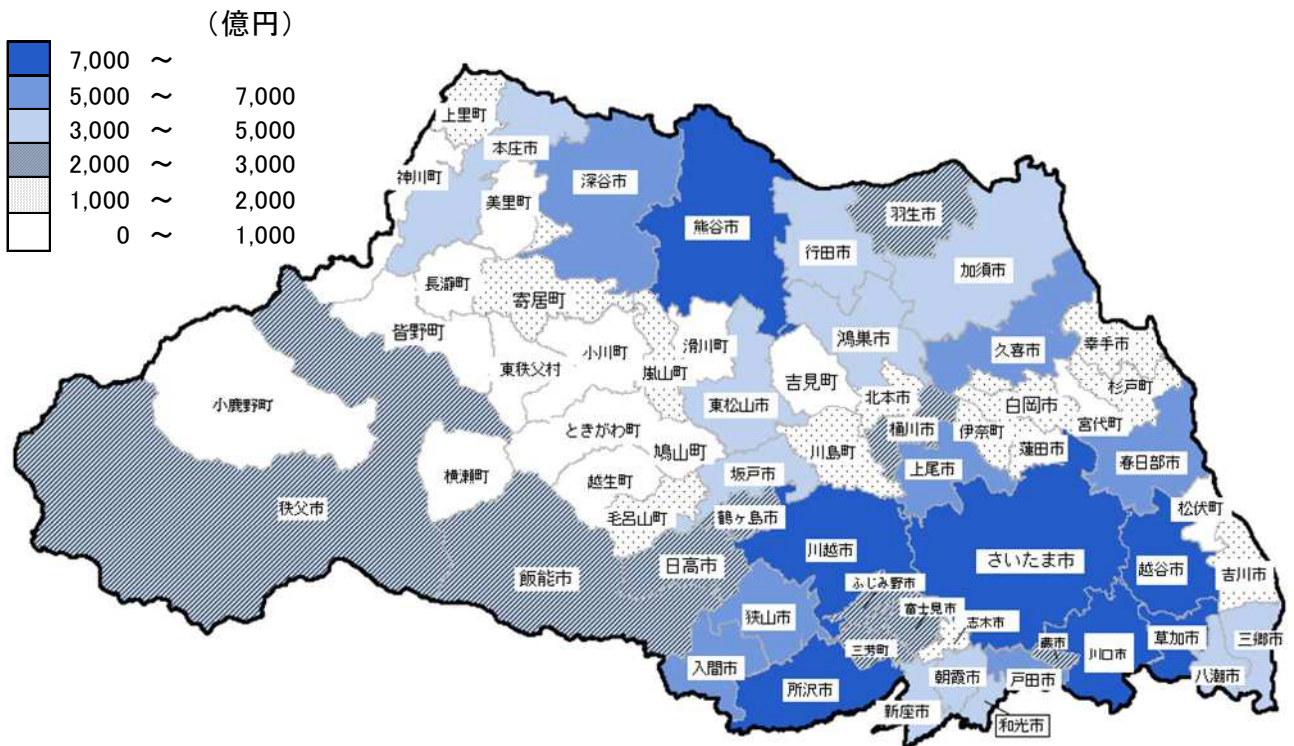 (億円)
7,000 ～
5,000 ～ 7,000
3,000 ～ 5,000
2,000 ～ 3,000
1,000 ～ 2,000
0 ～ 1,000
上里町
本庄市
神川町
美里町
深谷市
熊谷市
羽生市
行田市
加須市
長瀞町
寄居町
皆野町
東秩父村
小川町
嵐山町
滑川町
吉見町
鴻巣市
久喜市
幸手市
杉戸町
小鹿野町
東松山市
北本市
白岡市
宮代町
桶川市
伊奈町
蓮田市
ときがわ町
鳩山町
川島町
上尾市
春日部市
横瀬町
越生町
坂戸市
秩父市
毛呂山町
鶴ヶ島市
松伏町
飯能市
日高市
川越市
さいたま市
越谷市
吉川市
ふじみ野市
富士見市
志木市
狭山市
三芳町
蕨市
川口市
草加市
三郷市
入間市
所沢市
朝霞市
戸田市
八潮市
新座市
和光市